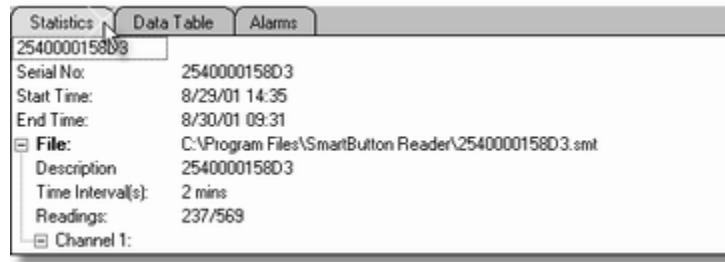 Statistics Data Table Alarms
2540000158D3
Serial No: 2540000158D3
Start Time: 8/29/01 14:35
End Time: 8/30/01 09:31
File: C:\Program Files\SmartButton Reader\2540000158D3.smt
Description 2540000158D3
Time Interval(s): 2 mins
Readings: 237/569
Channel 1: